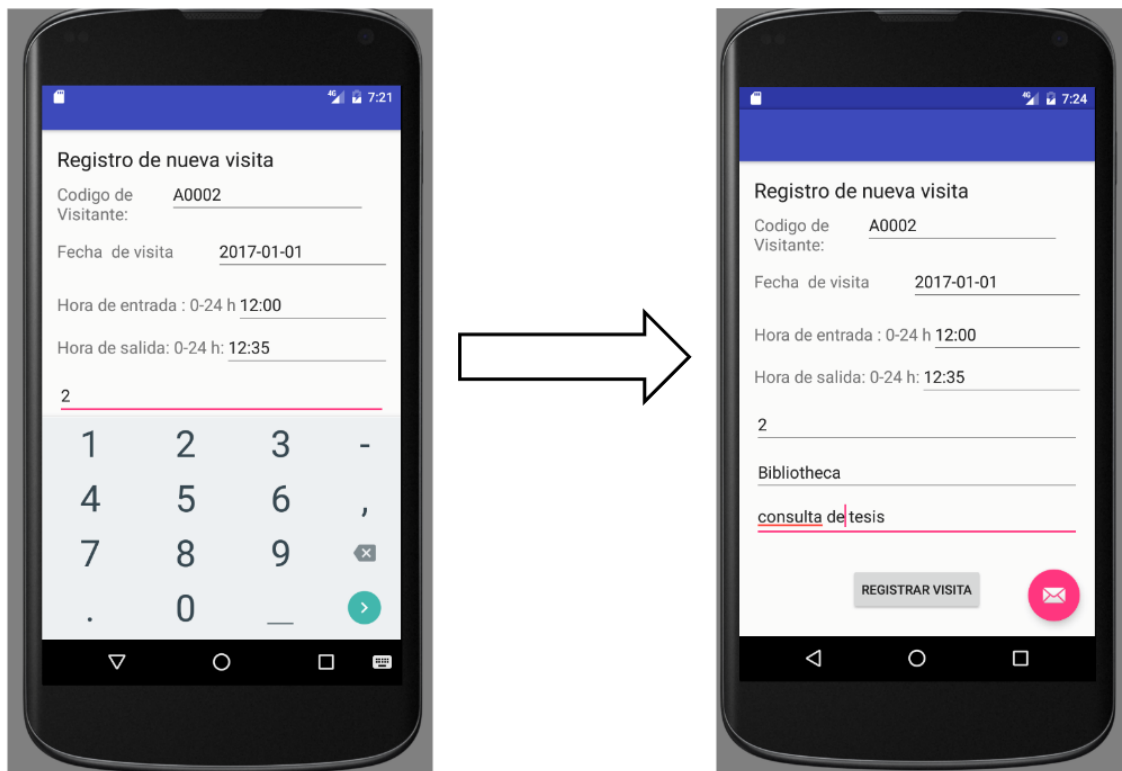 4G 7:21
Registro de nueva visita
Codigo de Visitante: A0002
Fecha de visita 2017-01-01
Hora de entrada : 0-24 h 12:00
Hora de salida: 0-24 h: 12:35
2
1 2 3 -
4 5 6 ,
7 8 9
. 0 _
4G 7:24
Registro de nueva visita
Codigo de Visitante: A0002
Fecha de visita 2017-01-01
Hora de entrada : 0-24 h 12:00
Hora de salida: 0-24 h: 12:35
2
Bibliotheca
consulta de tesis
REGISTRAR VISITA